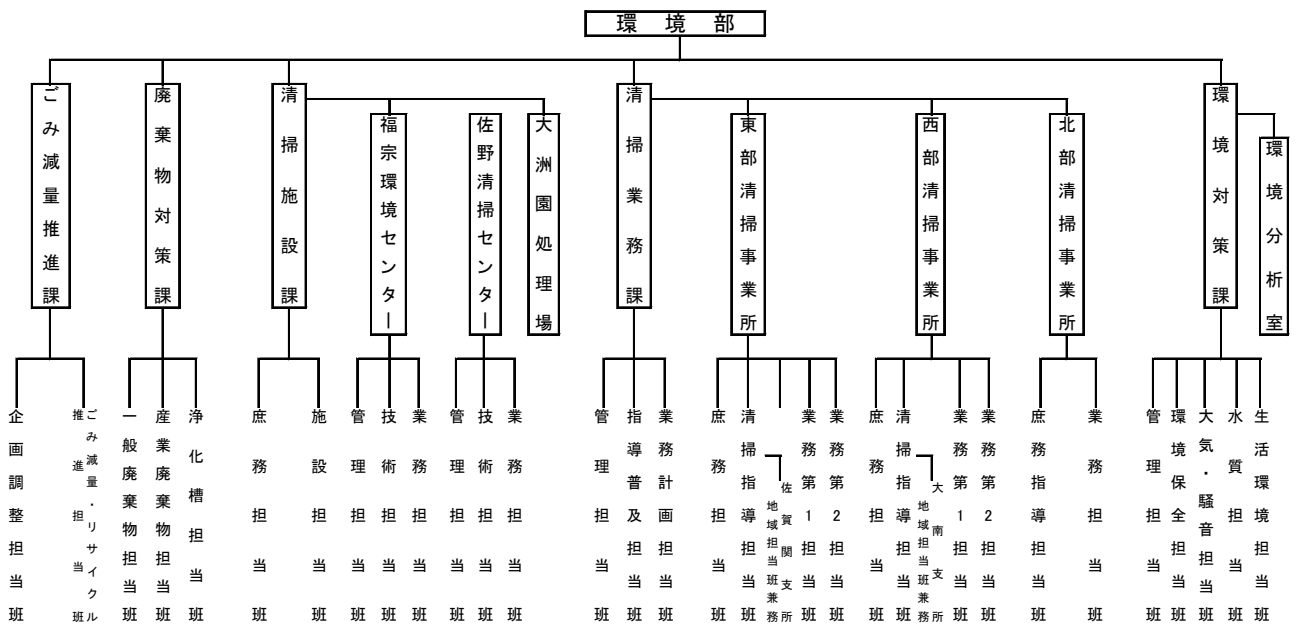 環境部
ごみ減量推進課
廃棄物対策課
清掃施設課
福宗環境センター
佐野清掃センター
大洲園処理場
清掃業務課
東部清掃事業所
西部清掃事業所
北部清掃事業所
環境対策課
環境分析室
企画調整担当班
ごみ減量・リサイクル
推進担当班
一般廃棄物担当班
産業廃棄物担当班
浄化槽担当班
庶務担当班
施設担当班
管理担当班
技術担当班
業務担当班
管理担当班
技術担当班
業務担当班
管理担当班
指導普及担当班
業務計画担当班
庶務担当班
清掃指導担当班
佐賀関支所
地域担当班兼務
業務第1担当班
業務第2担当班
庶務担当班
清掃指導担当班
大南支所
地域担当班兼務
業務第1担当班
業務第2担当班
庶務指導担当班
業務担当班
管理担当班
環境保全担当班
大気・騒音担当班
水質担当班
生活環境担当班